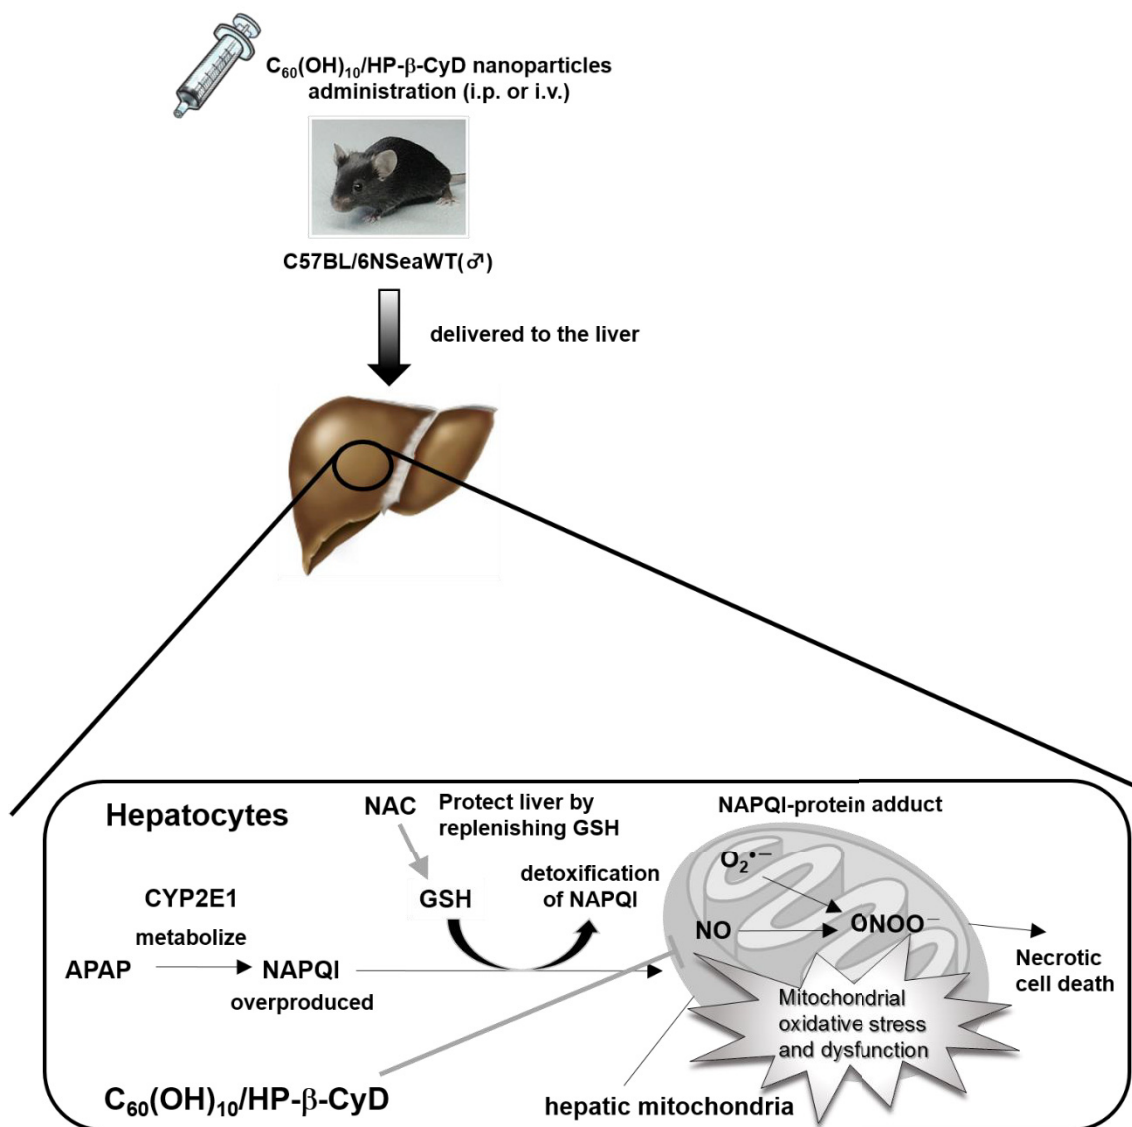 C₆₀(OH)₁₀/HP-β-CyD nanoparticles
administration (i.p. or i.v.)
C57BL/6NSeaWT(♂)
delivered to the liver
Hepatocytes
NAC
Protect liver by
replenishing GSH
NAPQI-protein adduct
CYP2E1
metabolize
APAP
NAPQI
overproduced
GSH
detoxification
of NAPQI
O₂•−
NO
ONOO−
Necrotic
cell death
Mitochondrial
oxidative stress
and dysfunction
C₆₀(OH)₁₀/HP-β-CyD
hepatic mitochondria